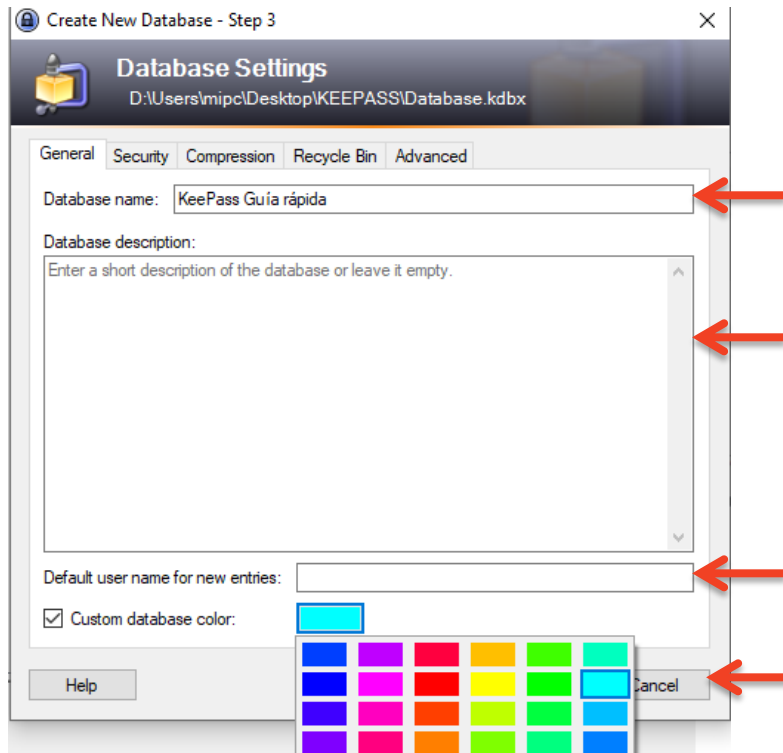 Create New Database - Step 3
Database Settings
D:\Users\mipc\Desktop\KEEPASS\Database.kdbx
General Security Compression Recycle Bin Advanced
Database name: KeePass Guía rápida
Database description:
Enter a short description of the database or leave it empty.
Default user name for new entries:
Custom database color:
Help Cancel